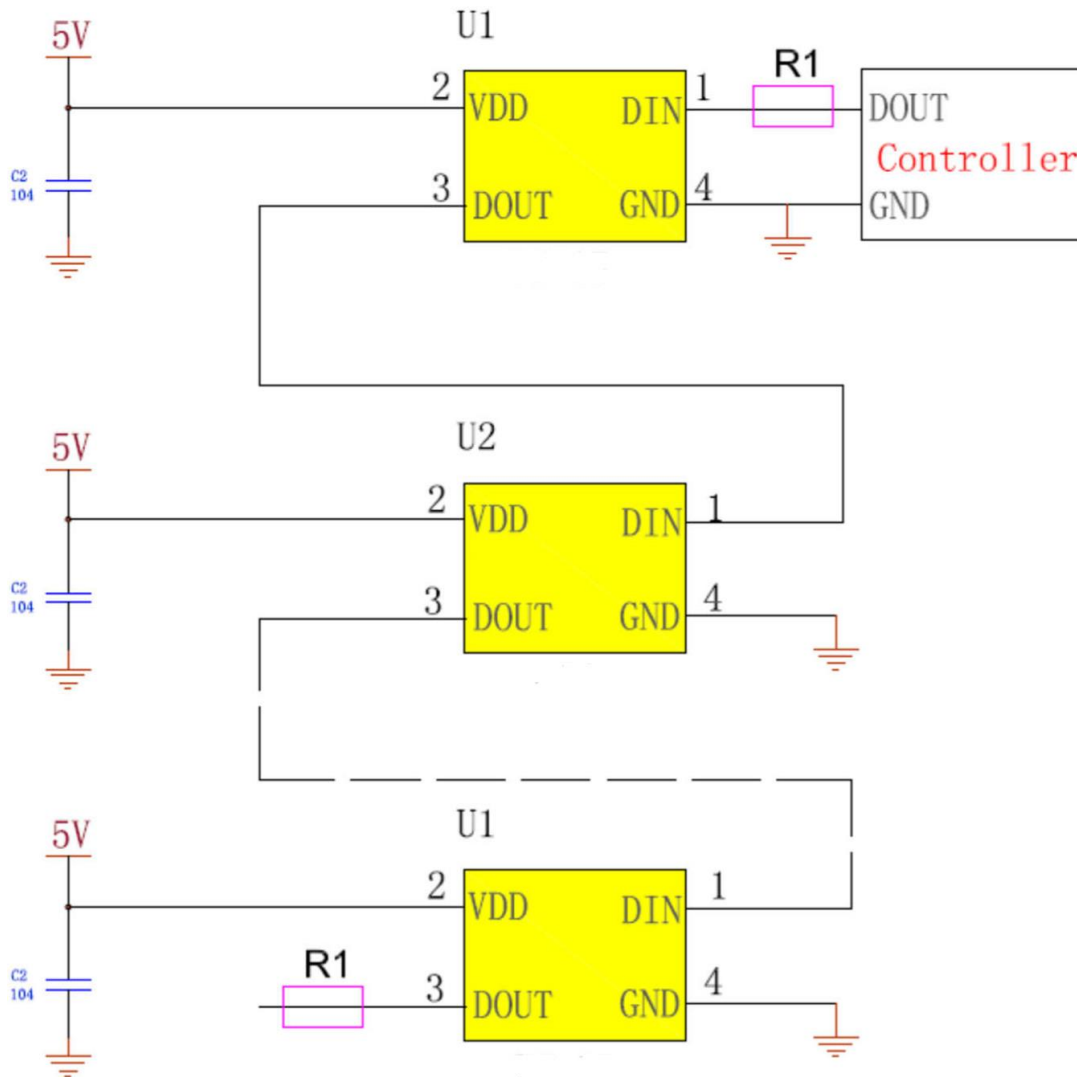 U1
5V
R1
2
VDD
DIN
1
DOUT
Controller
C2
104
3
DOUT
GND
4
GND
U2
5V
2
VDD
DIN
1
C2
104
3
DOUT
GND
4
U1
5V
2
VDD
DIN
1
R1
C2
104
3
DOUT
GND
4